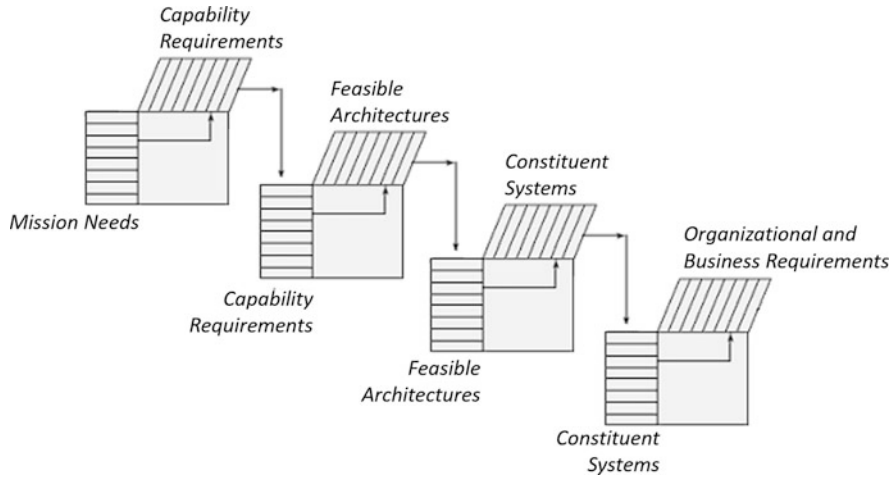 Capability
Requirements
Mission Needs
Feasible
Architectures
Capability
Requirements
Constituent
Systems
Feasible
Architectures
Organizational and
Business Requirements
Constituent
Systems